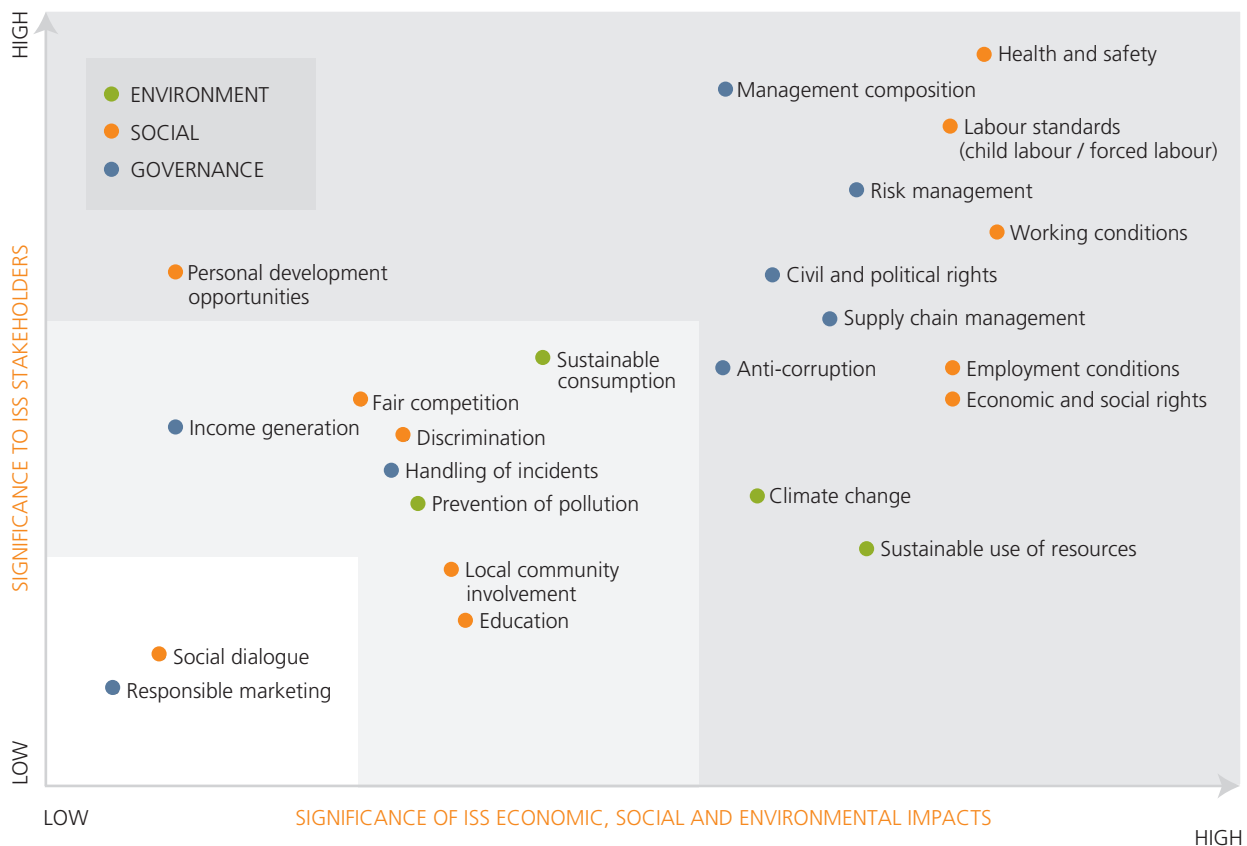 HIGH
ENVIRONMENT
SOCIAL
GOVERNANCE
Health and safety
Management composition
Labour standards
(child labour / forced labour)
Risk management
Working conditions
Personal development
opportunities
Civil and political rights
Supply chain management
Sustainable
consumption
Anti-corruption
Employment conditions
Fair competition
Economic and social rights
Income generation
Discrimination
Handling of incidents
Prevention of pollution
Climate change
Sustainable use of resources
Local community
involvement
Education
Social dialogue
Responsible marketing
SIGNIFICANCE TO ISS STAKEHOLDERS
LOW
LOW
SIGNIFICANCE OF ISS ECONOMIC, SOCIAL AND ENVIRONMENTAL IMPACTS
HIGH